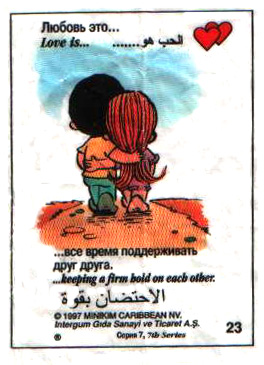 Любовь это...
Love is... الحب هو.......
...все время поддерживать
друг друга.
...keeping a firm hold on each other.
الاحتضان بقوة
© 1997 MINIKIM CARIBBEAN NV.
Intergum Gıda Sanayi ve Ticaret A.Ş.
® Серия 7, 7th Series
23